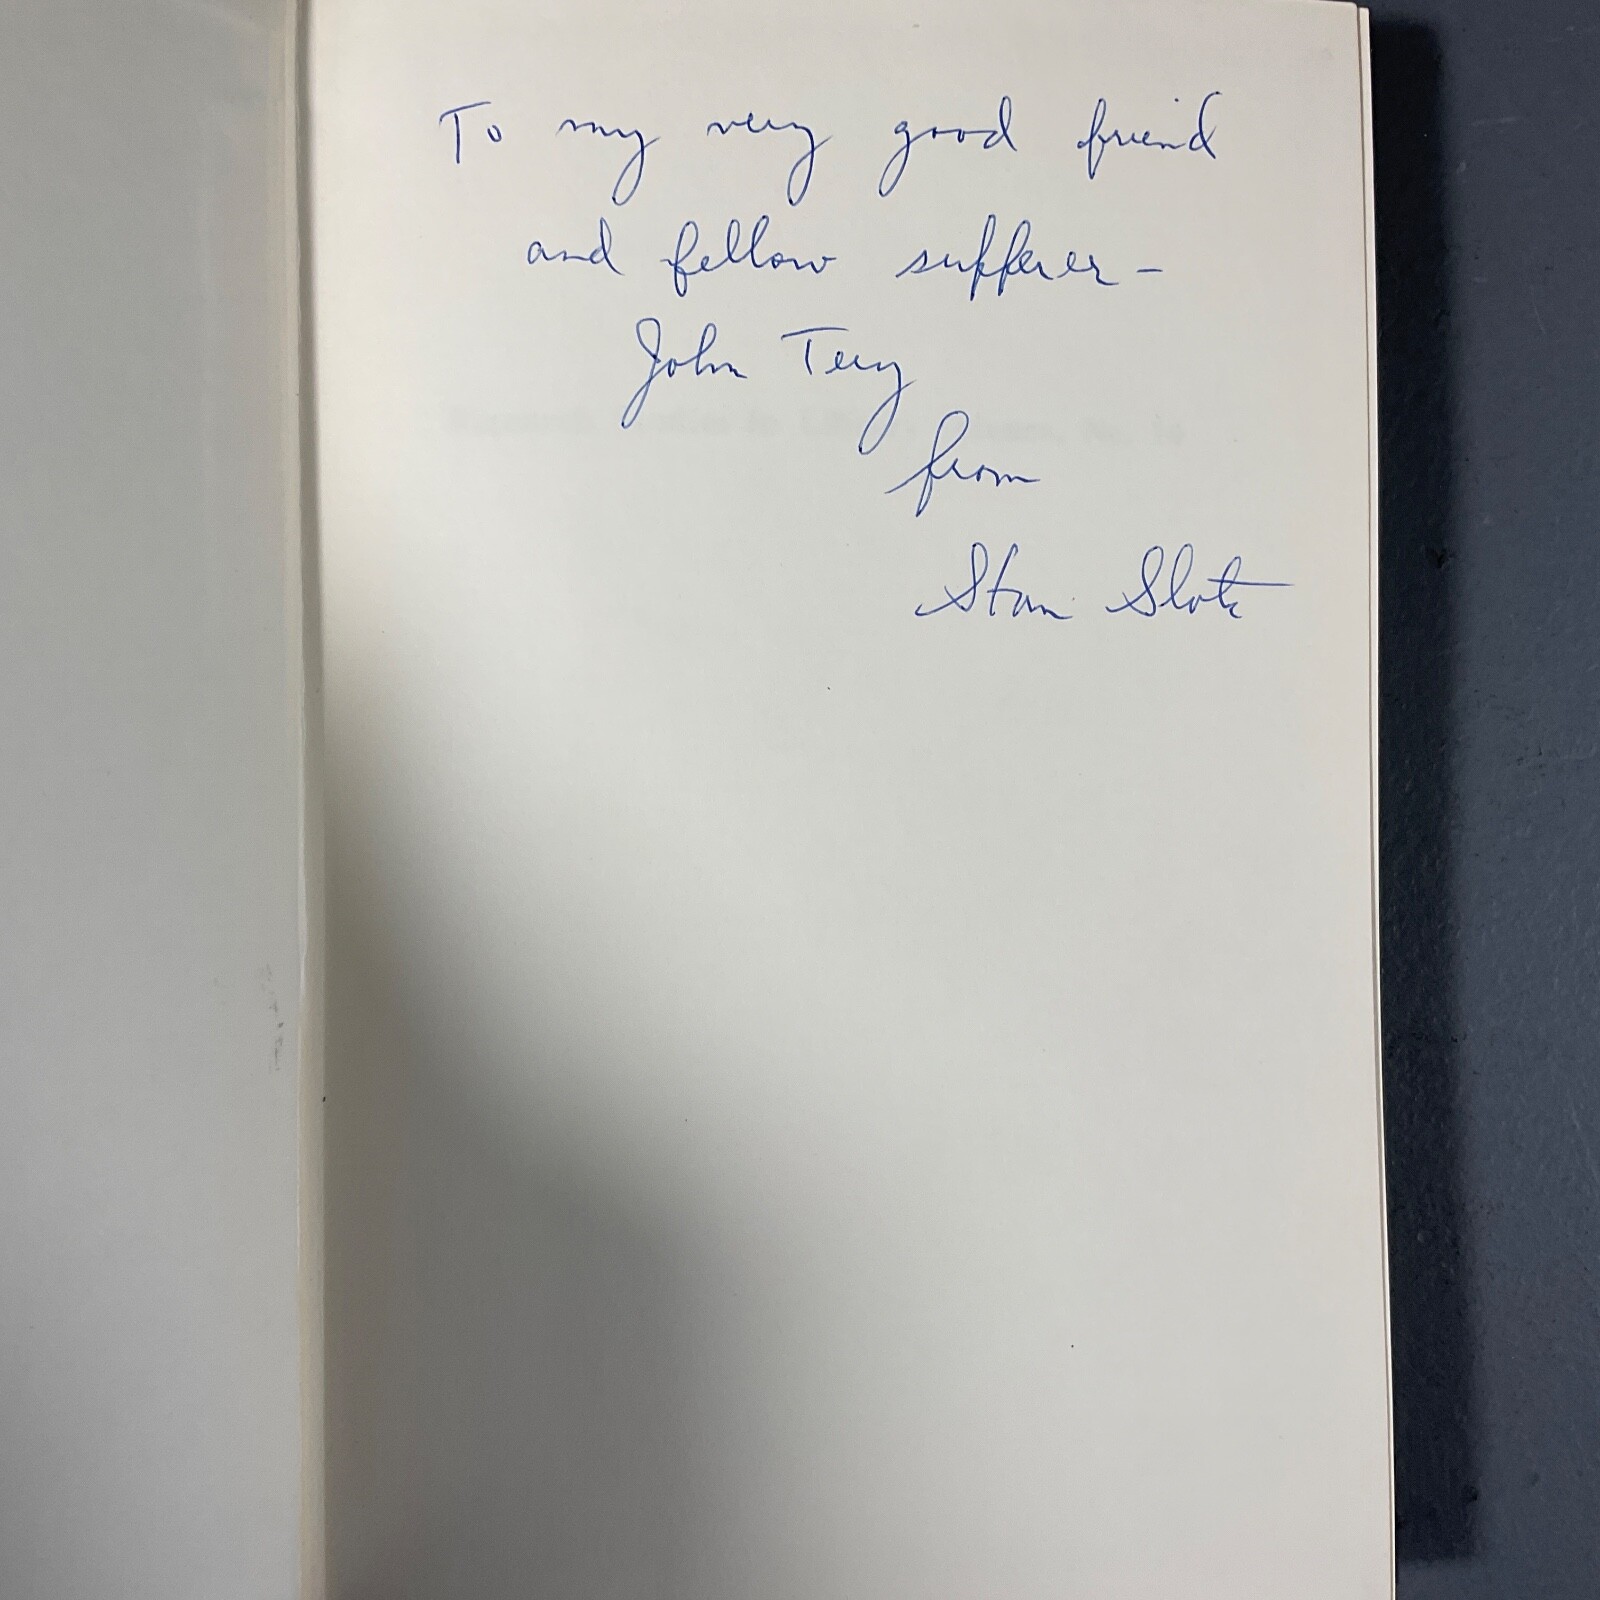 To my very good friend
and fellow sufferer –
John Terry
from
Stan Slote